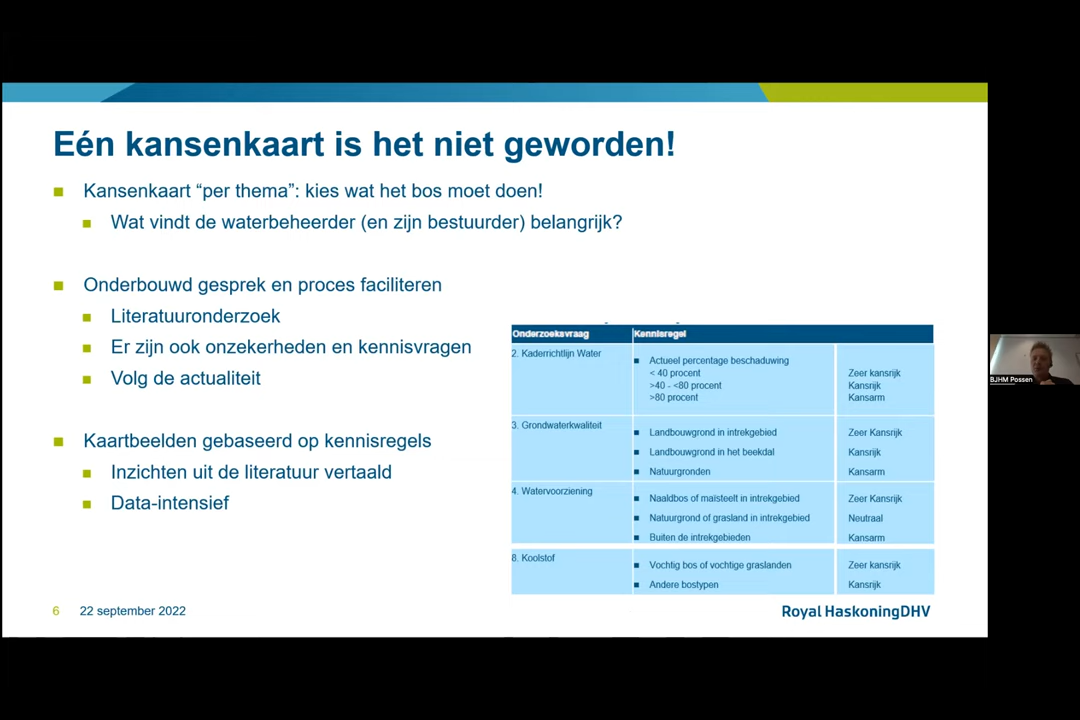 Eén kansenkaart is het niet geworden!
Kansenkaart “per thema”: kies wat het bos moet doen!
Wat vindt de waterbeheerder (en zijn bestuurder) belangrijk?
Onderbouwd gesprek en proces faciliteren
Literatuuronderzoek
Er zijn ook onzekerheden en kennisvragen
Volg de actualiteit
Kaartbeelden gebaseerd op kennisregels
Inzichten uit de literatuur vertaald
Data-intensief
Onderzoeksvraag Kennisregel
2. Kaderrichtlijn Water
Actueel percentage beschaduwing
< 40 procent Zeer kansrijk
>40 - <80 procent Kansrijk
>80 procent Kansarm
3. Grondwaterkwaliteit
Landbouwgrond in intrekgebied Zeer Kansrijk
Landbouwgrond in het beekdal Kansrijk
Natuurgronden Kansarm
4. Watervoorziening
Naaldbos of maïsteelt in intrekgebied Zeer Kansrijk
Natuurgrond of grasland in intrekgebied Neutraal
Buiten de intrekgebieden Kansarm
8. Koolstof
Vochtig bos of vochtige graslanden Zeer kansrijk
Andere bostypen Kansrijk
6 22 september 2022
Royal HaskoningDHV
BJHM Possen